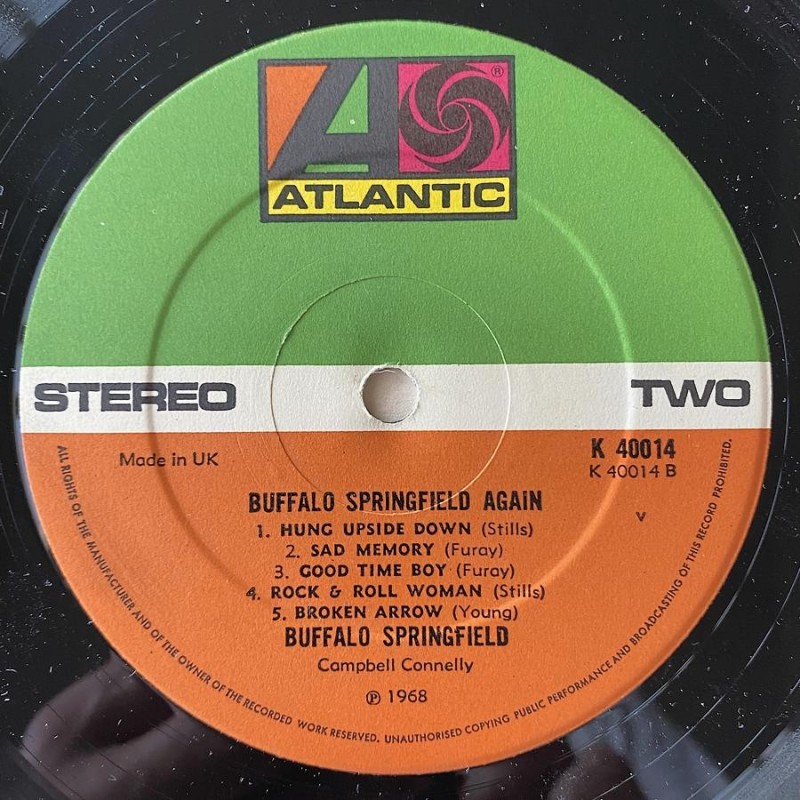 ®
ATLANTIC
STEREO
TWO
Made in UK
K 40014
K 40014 B
V
BUFFALO SPRINGFIELD AGAIN
1. HUNG UPSIDE DOWN (Stills)
2. SAD MEMORY (Furay)
3. GOOD TIME BOY (Furay)
4. ROCK & ROLL WOMAN (Stills)
5. BROKEN ARROW (Young)
BUFFALO SPRINGFIELD
Campbell Connelly
℗ 1968
ALL RIGHTS OF THE MANUFACTURER AND OF THE OWNER OF THE RECORDED WORK RESERVED. UNAUTHORISED COPYING PUBLIC PERFORMANCE AND BROADCASTING OF THIS RECORD PROHIBITED.